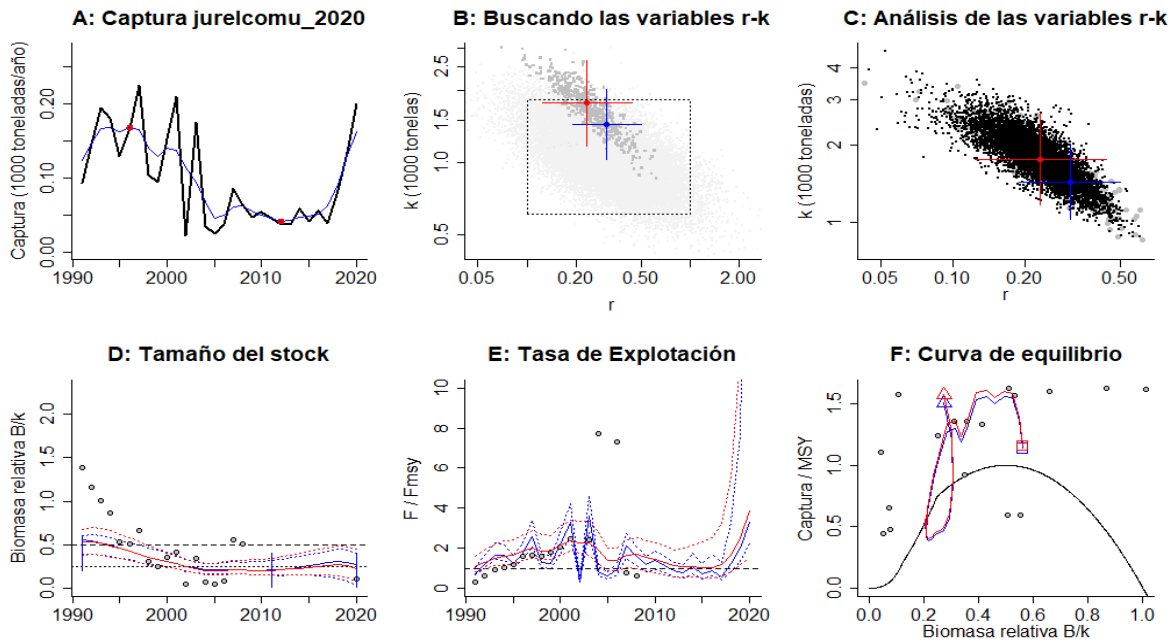 A: Captura jurelcomu_2020
Captura (1000 toneladas/año)
0.00 0.10 0.20
1990 2000 2010 2020
B: Buscando las variables r-k
k (1000 tonelas)
0.5 1.0 1.5 2.5
0.05 0.20 0.50 2.00
r
C: Análisis de las variables r-k
k (1000 toneladas)
1 2 3 4
0.05 0.10 0.20 0.50
r
D: Tamaño del stock
Biomasa relativa B/k
0.0 0.5 1.0 1.5 2.0
1990 2000 2010 2020
E: Tasa de Explotación
F / Fmsy
0 2 4 6 8 10
1990 2000 2010 2020
F: Curva de equilibrio
Captura / MSY
0.0 0.5 1.0 1.5
0.0 0.2 0.4 0.6 0.8 1.0
Biomasa relativa B/k